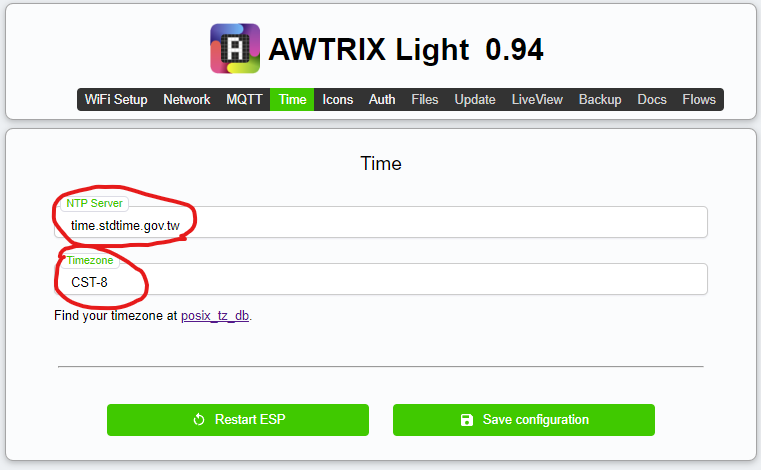 A AWTRIX Light 0.94
WiFi Setup Network MQTT Time Icons Auth Files Update LiveView Backup Docs Flows
Time
NTP Server
time.stdtime.gov.tw
Timezone
CST-8
Find your timezone at posix_tz_db.
Restart ESP Save configuration